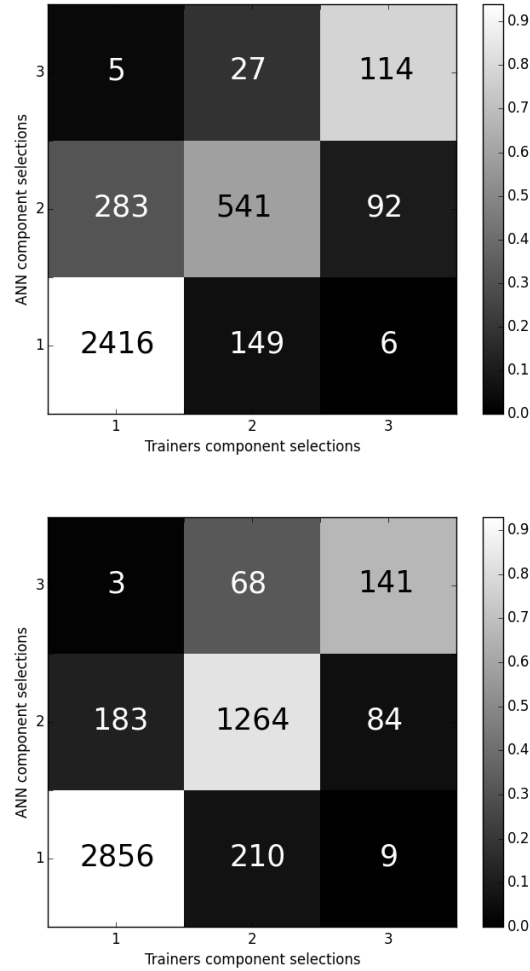 3 5 27 114
2 283 541 92
1 2416 149 6
1 2 3
Trainers component selections
ANN component selections
0.9
0.8
0.7
0.6
0.5
0.4
0.3
0.2
0.1
0.0
3 3 68 141
2 183 1264 84
1 2856 210 9
1 2 3
Trainers component selections
ANN component selections
0.9
0.8
0.7
0.6
0.5
0.4
0.3
0.2
0.1
0.0